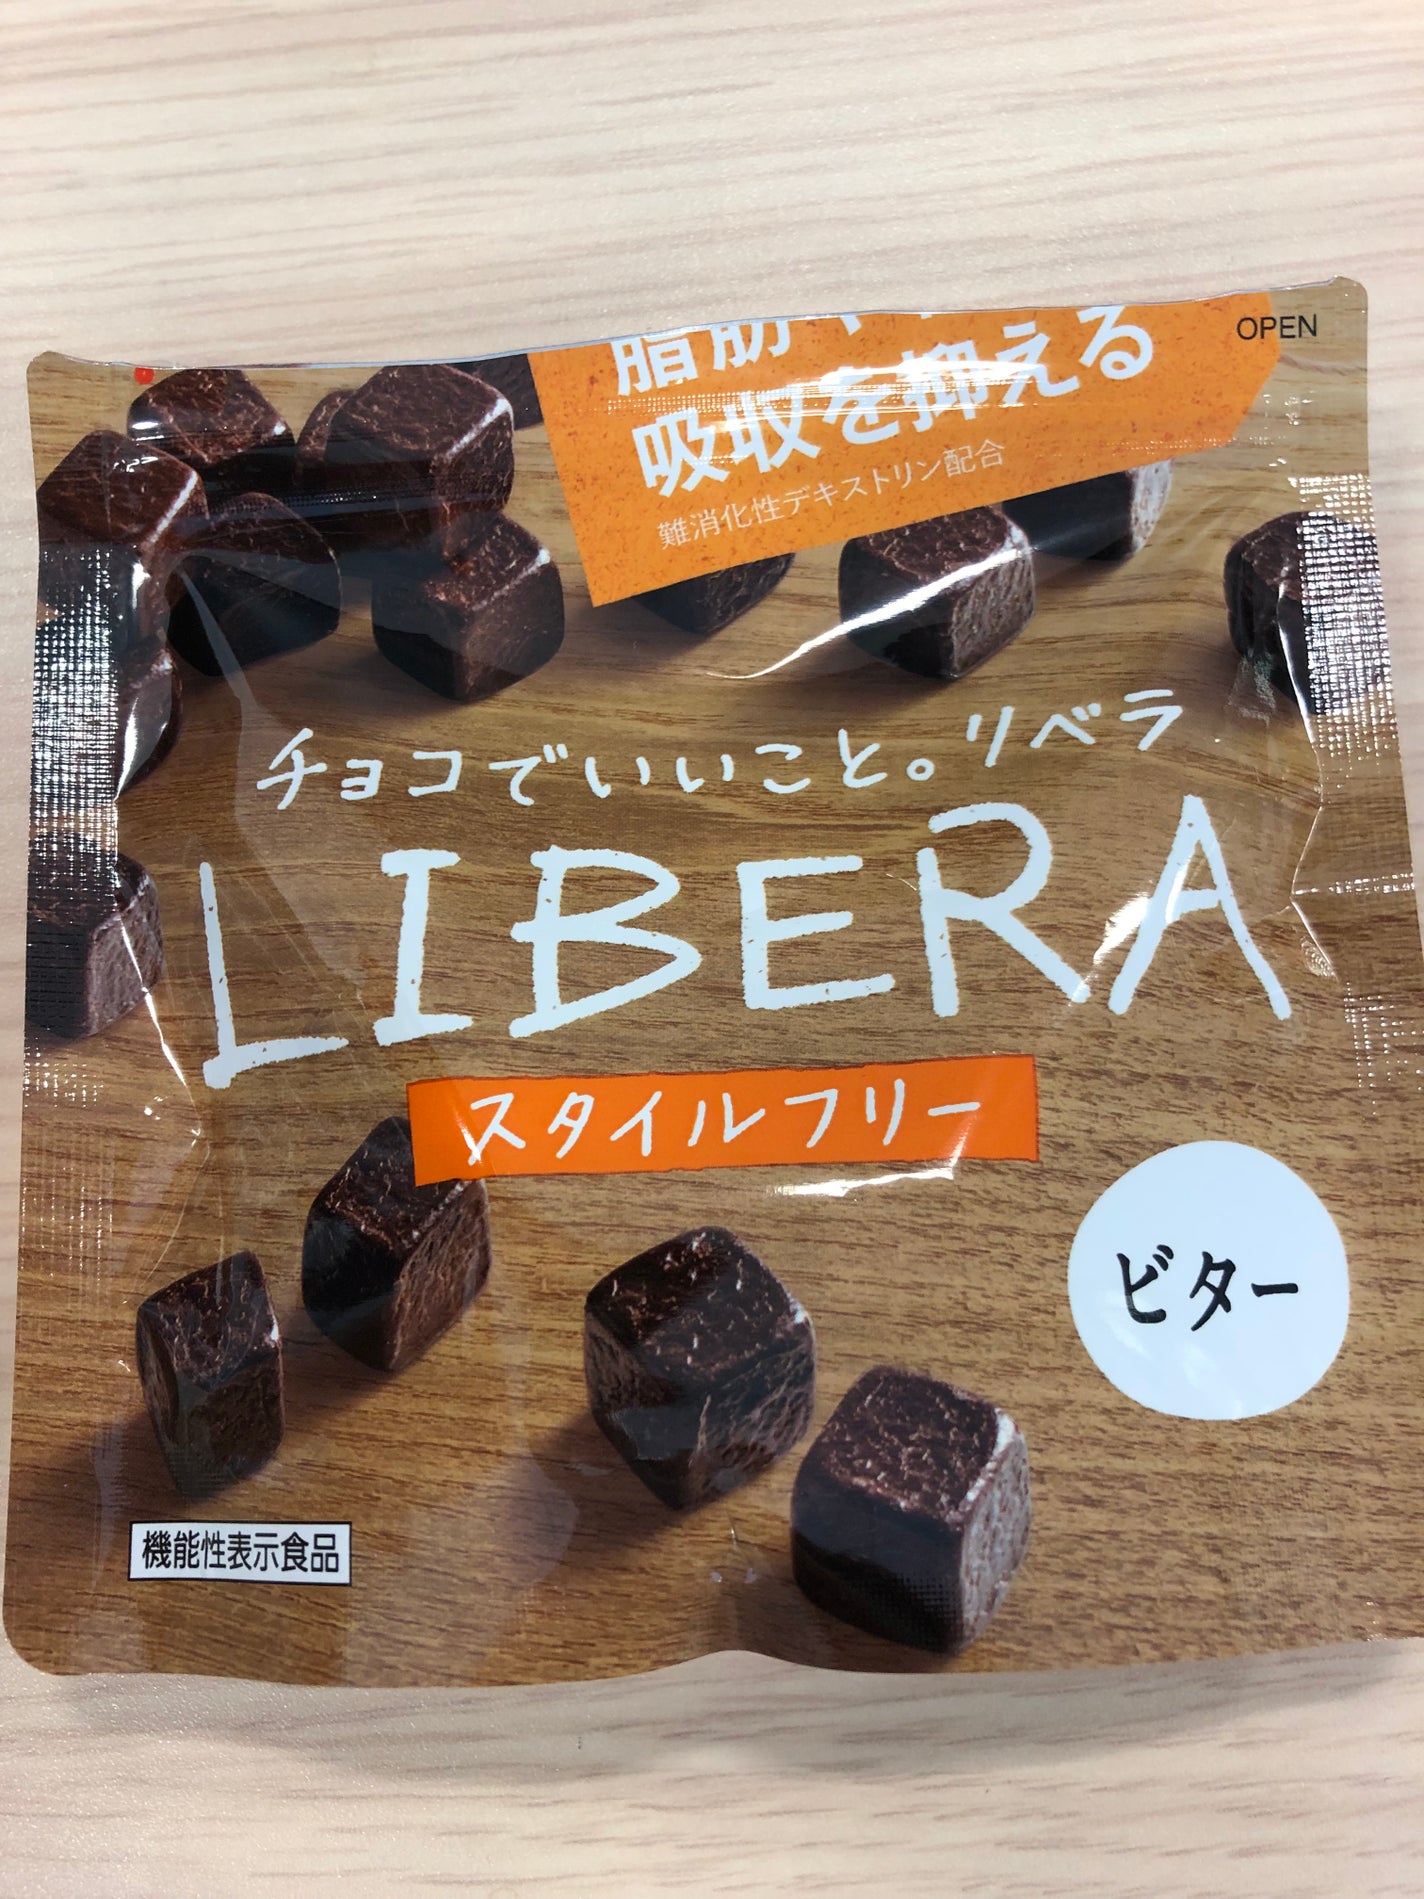 OPEN
脂肪や
吸収を抑える
難消化性デキストリン配合
チョコでいいこと。リベラ
LIBERA
スタイルフリー
ビター
機能性表示食品